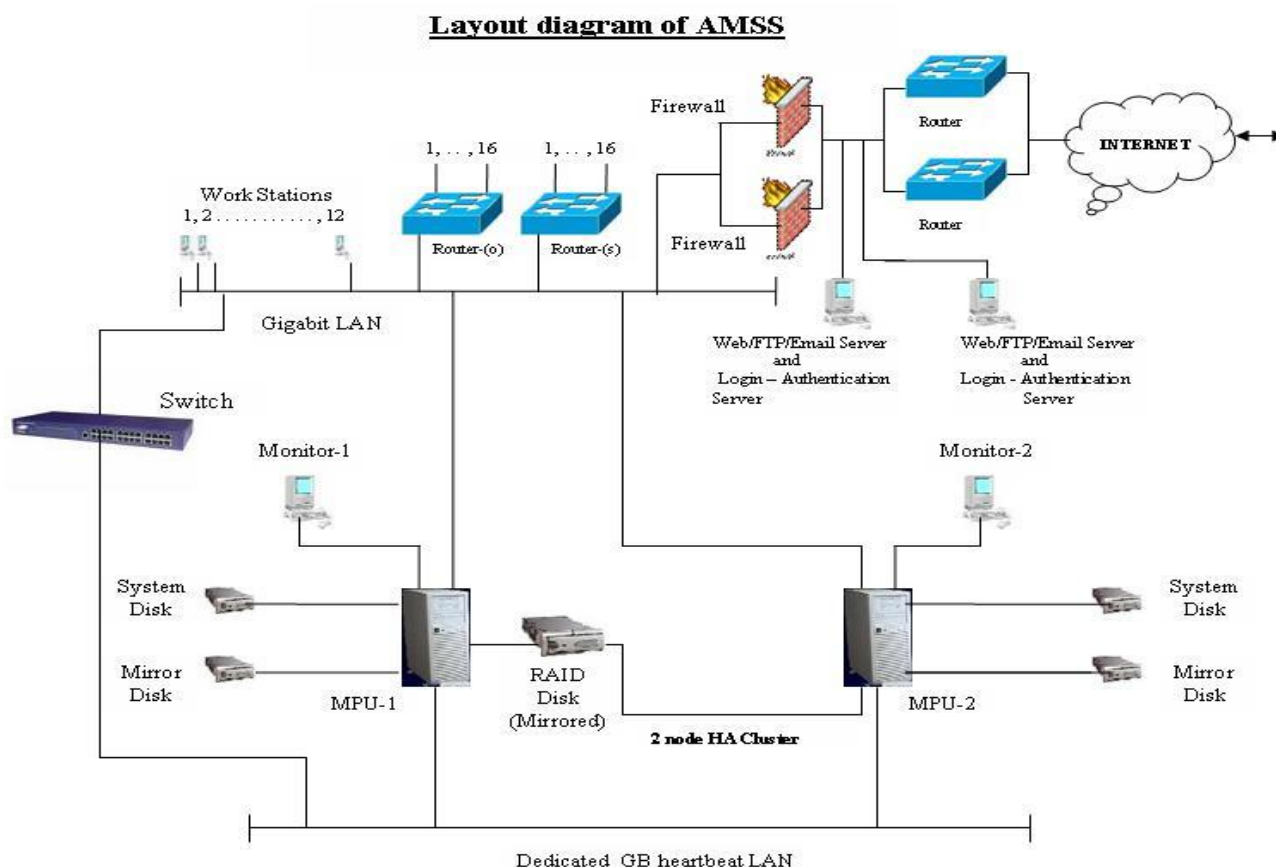 Layout diagram of AMSS
Firewall
Router
INTERNET
1, . . , 16
1, ... , 16
Work Stations
1, 2 . . . . . . . . . . . , 12
Router-(o)
Router-(s)
Firewall
Router
Gigabit LAN
Web/FTP/Email Server
and
Login – Authentication
Server
Web/FTP/Email Server
and
Login - Authentication
Server
Switch
Monitor-1
Monitor-2
System
Disk
System
Disk
Mirror
Disk
MPU-1
RAID
Disk
(Mirrored)
MPU-2
Mirror
Disk
2 node HA Cluster
Dedicated GB heartbeat LAN